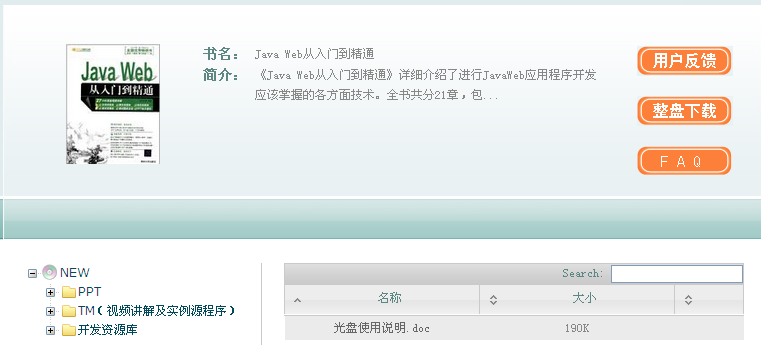 Java Web
从入门到精通
书名： Java Web从入门到精通
简介： 《Java Web从入门到精通》详细介绍了进行JavaWeb应用程序开发
应该掌握的各方面技术。全书共分21章，包...
用户反馈
整盘下载
FAQ
NEW
PPT
TM（视频讲解及实例源程序）
开发资源库
Search:
名称 大小
光盘使用说明.doc 190K